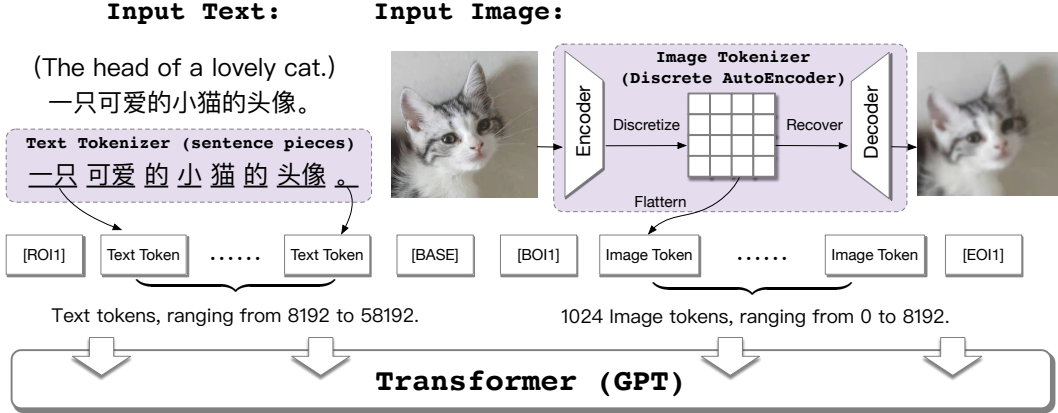 Input Text:
Input Image:
(The head of a lovely cat.)
一只可爱的小猫的头像。
Text Tokenizer (sentence pieces)
一只 可爱 的 小 猫 的 头像 。
Image Tokenizer
(Discrete AutoEncoder)
Encoder
Discretize
Recover
Decoder
Flattern
[ROI1]
Text Token
......
Text Token
[BASE]
[BOI1]
Image Token
......
Image Token
[EOI1]
Text tokens, ranging from 8192 to 58192.
1024 Image tokens, ranging from 0 to 8192.
Transformer (GPT)